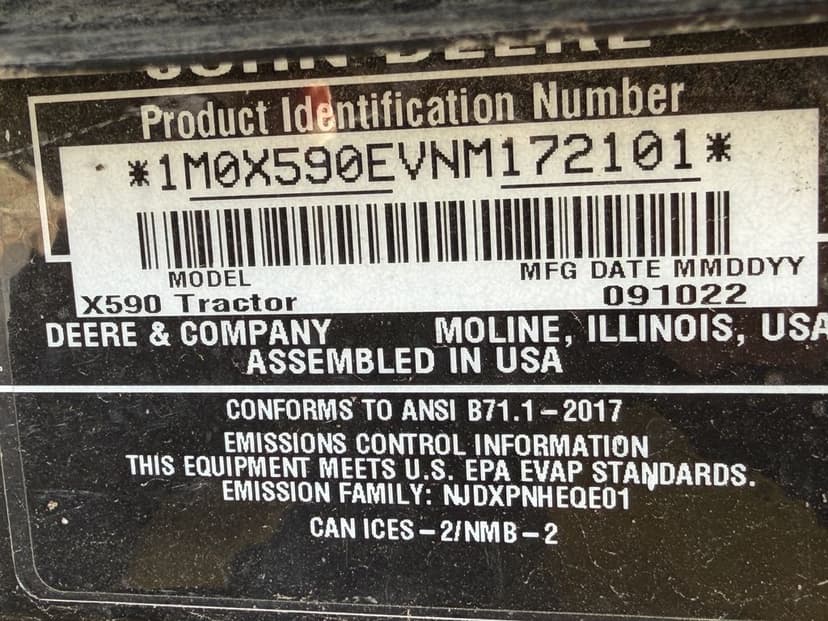 JOHN DEERE
Product Identification Number
*1M0X590EVNM172101*
MODEL
MFG DATE MMDDYY
X590 Tractor
091022
DEERE & COMPANY MOLINE, ILLINOIS, USA
ASSEMBLED IN USA
CONFORMS TO ANSI B71.1-2017
EMISSIONS CONTROL INFORMATION
THIS EQUIPMENT MEETS U.S. EPA EVAP STANDARDS.
EMISSION FAMILY: NJDXPNHEQE01
CAN ICES-2/NMB-2